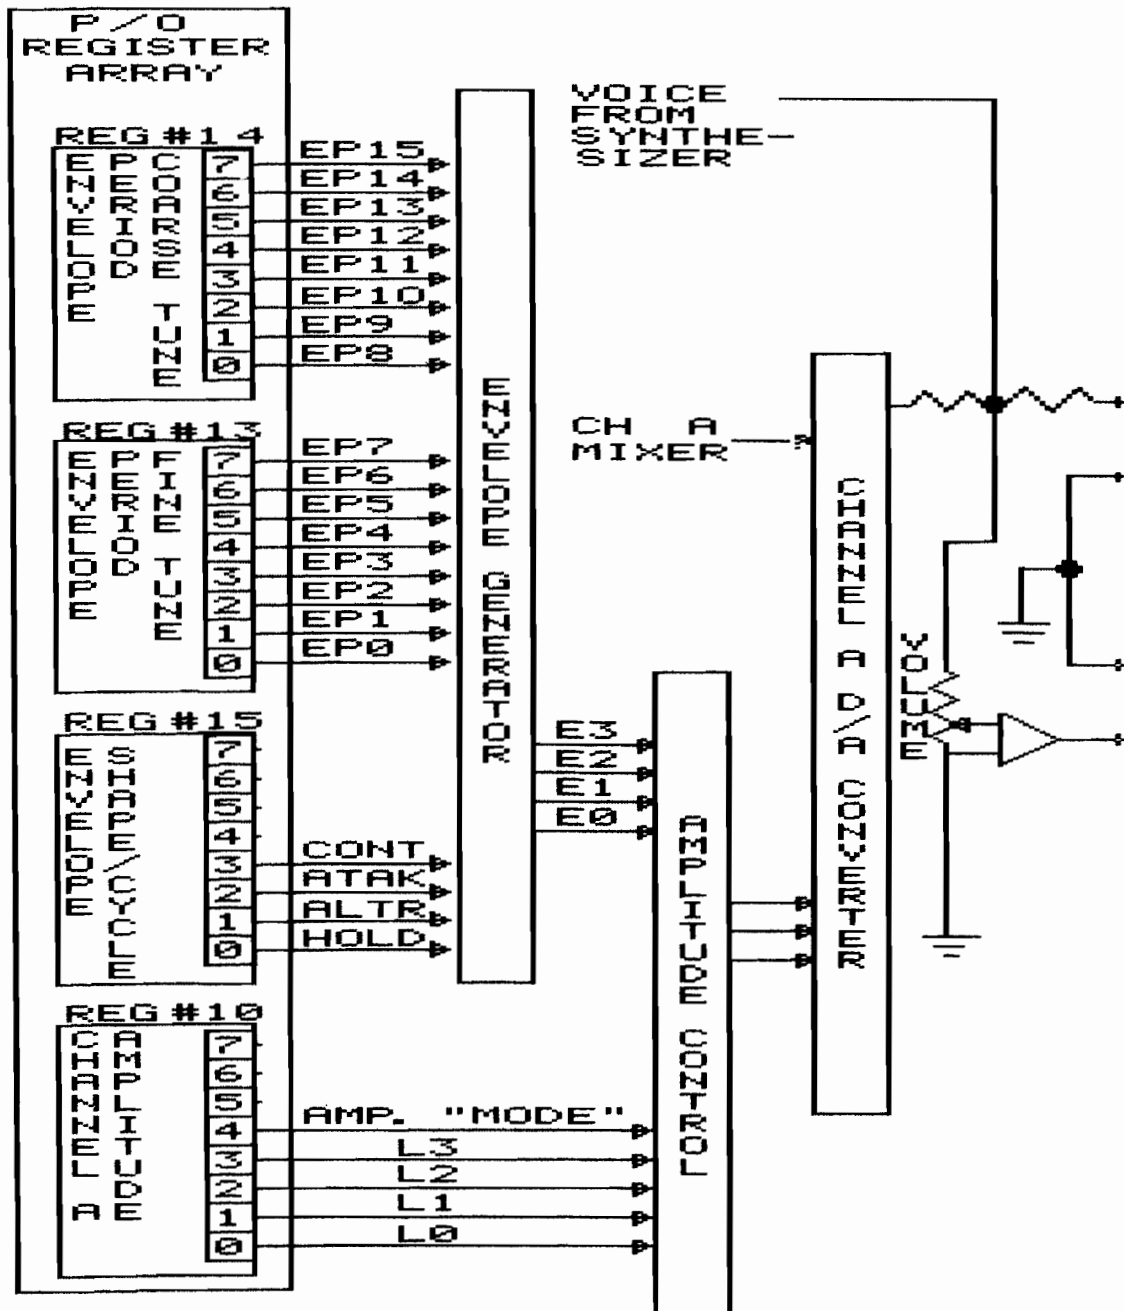 P/O
REGISTER
ARRAY
REG #14
ENVELOPE
PERIOD
COARSE TUNE
7
6
5
4
3
2
1
0
EP15
EP14
EP13
EP12
EP11
EP10
EP9
EP8
REG #13
ENVELOPE
PERIOD
FINE TUNE
7
6
5
4
3
2
1
0
EP7
EP6
EP5
EP4
EP3
EP2
EP1
EP0
REG #15
ENVELOPE
SHAPE/CYCLE
7
6
5
4
3
2
1
0
CONT
ATAK
ALTR
HOLD
REG #10
CHANNEL A
AMPLITUDE
7
6
5
4
3
2
1
0
AMP. "MODE"
L3
L2
L1
L0
ENVELOPE GENERATOR
E3
E2
E1
E0
AMPLITUDE CONTROL
VOICE
FROM
SYNTHE-
SIZER
CH A
MIXER
CHANNEL A D/A CONVERTER
VOLUME